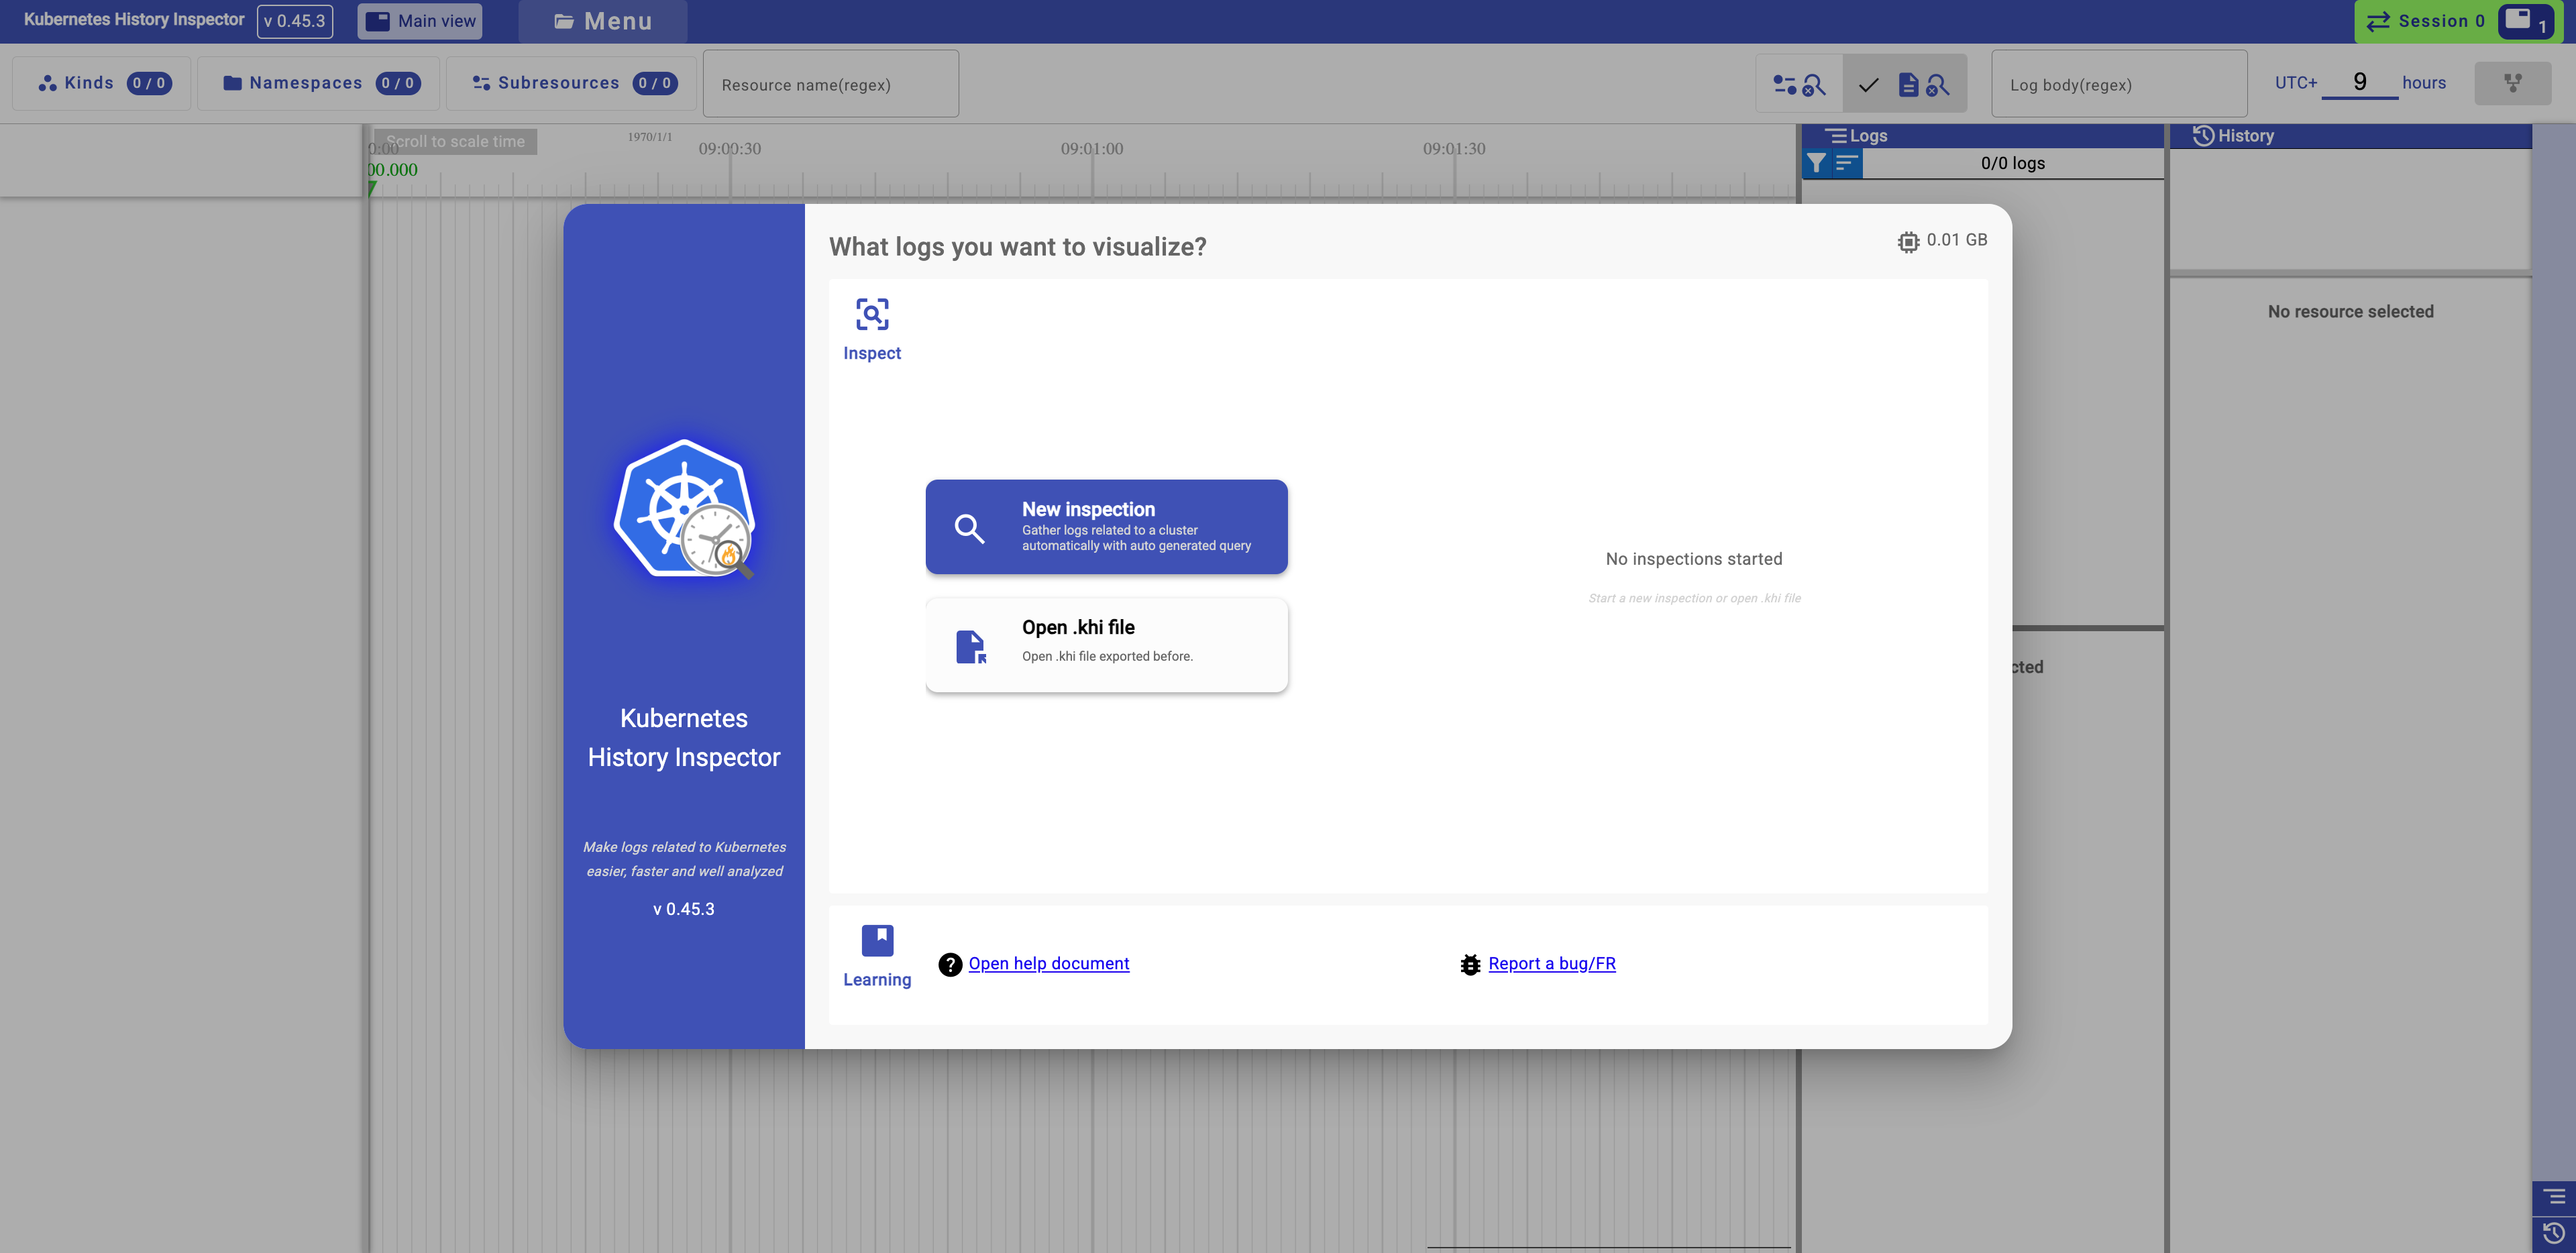 Kubernetes History Inspector
v 0.45.3
Main view
Menu
Session 0
1
Kinds 0 / 0
Namespaces 0 / 0
Subresources 0 / 0
Resource name(regex)
Log body(regex)
UTC+ 9 hours
Scroll to scale time
1970/1/1
0:00
09:00:30
09:01:00
09:01:30
00.000
Logs
0/0 logs
History
No resource selected
cted
What logs you want to visualize?
0.01 GB
Inspect
New inspection
Gather logs related to a cluster
automatically with auto generated query
Open .khi file
Open .khi file exported before.
No inspections started
Start a new inspection or open .khi file
Kubernetes
History Inspector
Make logs related to Kubernetes
easier, faster and well analyzed
v 0.45.3
Learning
Open help document
Report a bug/FR